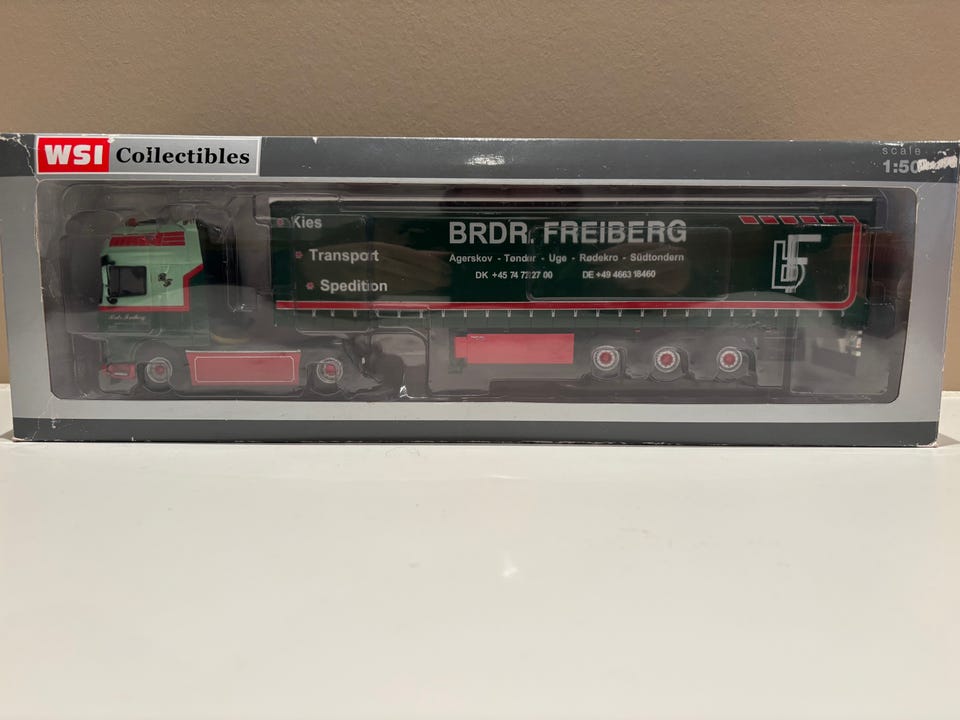 WSI Collectibles
scale
1:50
Kies
Transport
Spedition
BRDR. FREIBERG
Agerskov - Tønder - Uge - Rødekro - Südtondern
DK +45 74 73 27 00 DE +49 4663 18460
F